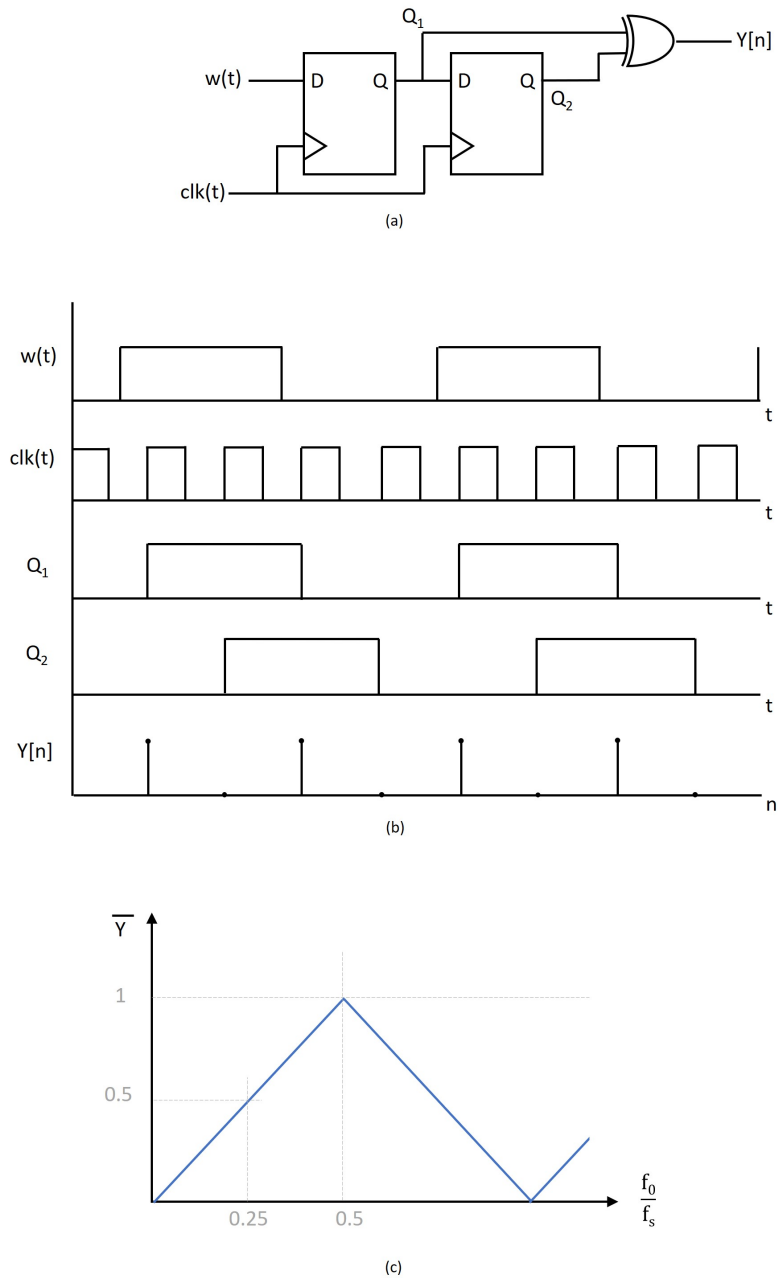 Q1
Y[n]
w(t)
D
Q
D
Q
Q2
clk(t)
(a)
w(t)
t
clk(t)
t
Q1
t
Q2
t
Y[n]
n
(b)
Y
1
0.5
0.25
0.5
f0
fs
(c)